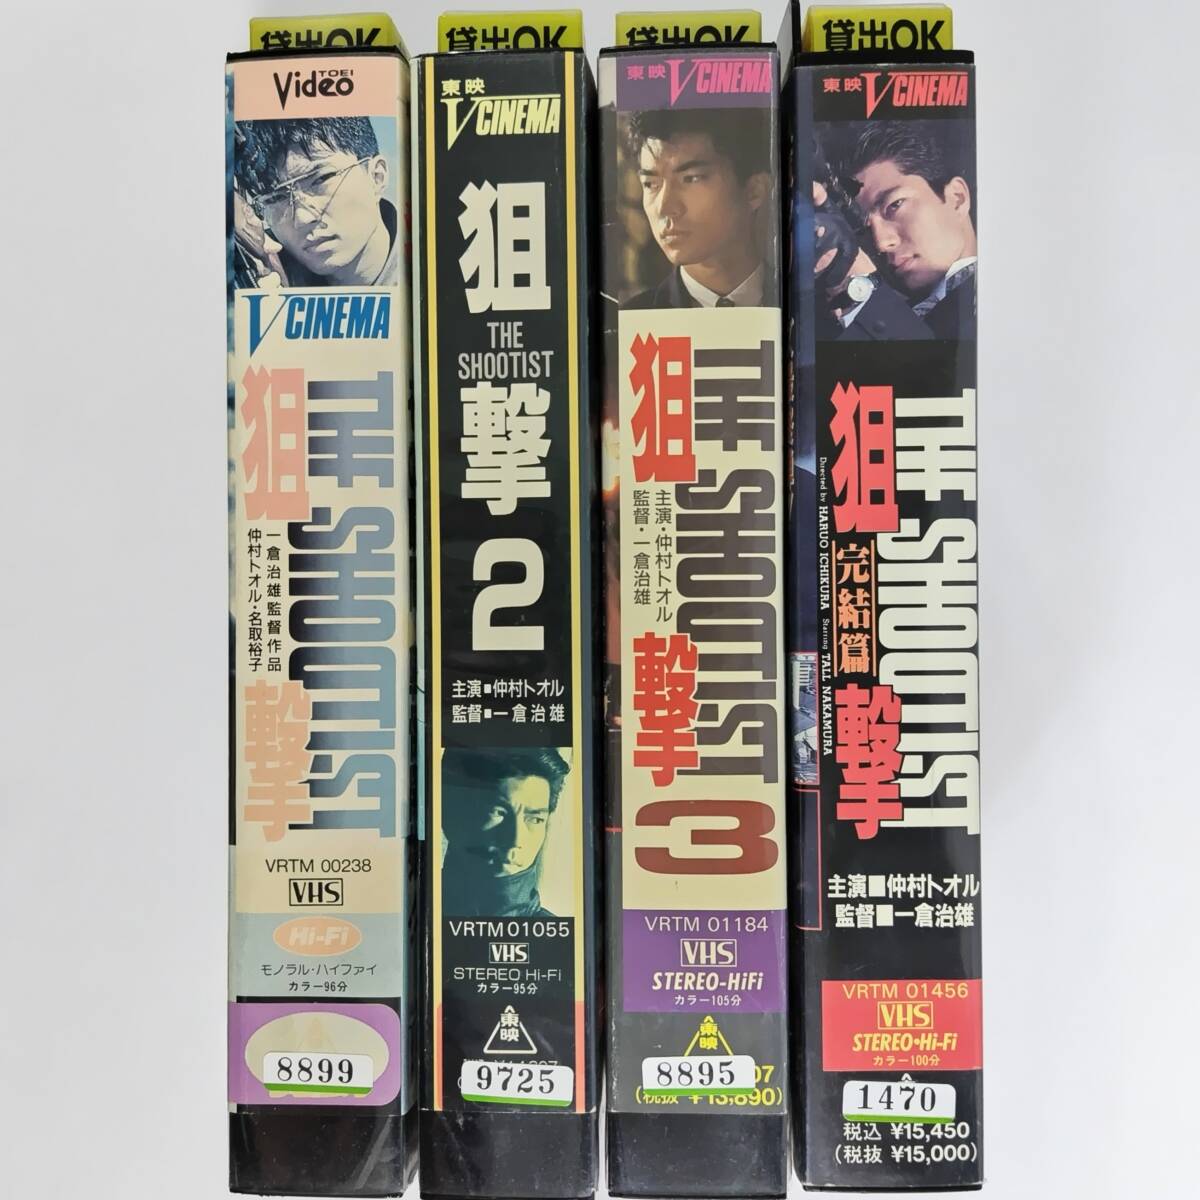 貸出OK
TOEI
Video
V CINEMA
狙撃
THE SHOOTIST
一倉治雄監督作品
仲村トオル・名取裕子
VRTM 00238
VHS
Hi-Fi
モノラル・ハイファイ
カラー96分
8899
貸出OK
東映
V CINEMA
狙
THE
SHOOTIST
撃
2
主演■仲村トオル
監督■一倉治雄
VRTM 01055
VHS
STEREO Hi-Fi
カラー95分
東映
9725
貸出OK
東映 V CINEMA
狙撃
THE SHOOTIST
主演・仲村トオル
監督・一倉治雄
3
VRTM 01184
VHS
STEREO-HiFi
カラー105分
東映
8895
07
(税抜 ¥13,890)
貸出OK
東映 V CINEMA
THE SHOOTIST
狙撃
完結篇
Directed by HARUO ICHIKURA Starring TALL NAKAMURA
主演■仲村トオル
監督■一倉治雄
VRTM 01456
VHS
STEREO•Hi-Fi
カラー100分
1470
税込 ¥15,450
(税抜 ¥15,000)